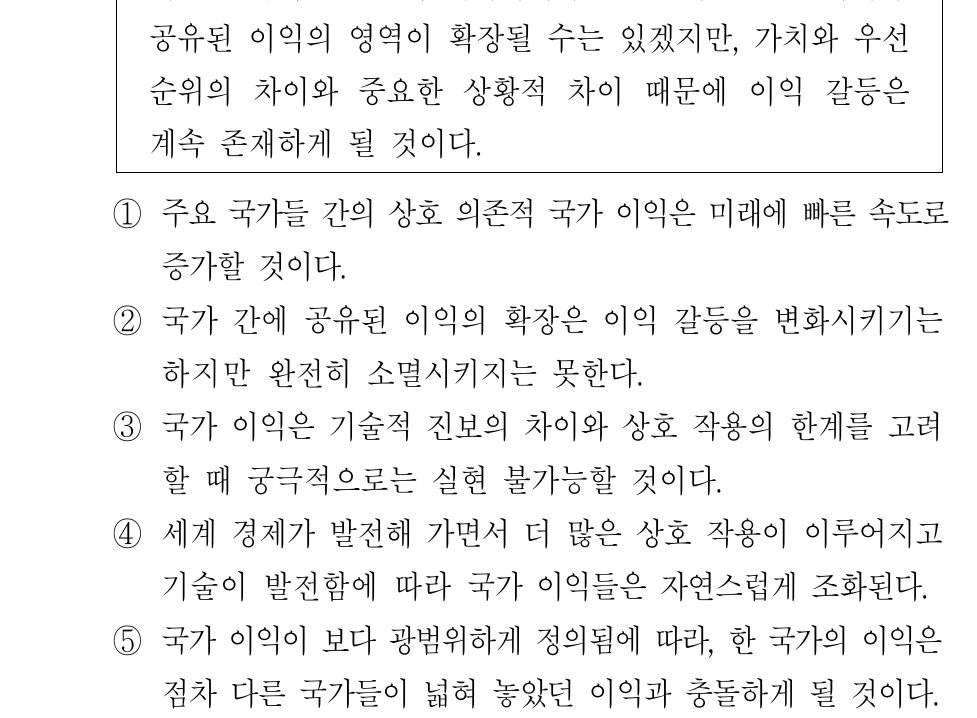 공유된 이익의 영역이 확장될 수는 있겠지만, 가치와 우선
순위의 차이와 중요한 상황적 차이 때문에 이익 갈등은
계속 존재하게 될 것이다.
① 주요 국가들 간의 상호 의존적 국가 이익은 미래에 빠른 속도로
증가할 것이다.
② 국가 간에 공유된 이익의 확장은 이익 갈등을 변화시키기는
하지만 완전히 소멸시키지는 못한다.
③ 국가 이익은 기술적 진보의 차이와 상호 작용의 한계를 고려
할 때 궁극적으로는 실현 불가능할 것이다.
④ 세계 경제가 발전해 가면서 더 많은 상호 작용이 이루어지고
기술이 발전함에 따라 국가 이익들은 자연스럽게 조화된다.
⑤ 국가 이익이 보다 광범위하게 정의됨에 따라, 한 국가의 이익은
점차 다른 국가들이 넓혀 놓았던 이익과 충돌하게 될 것이다.